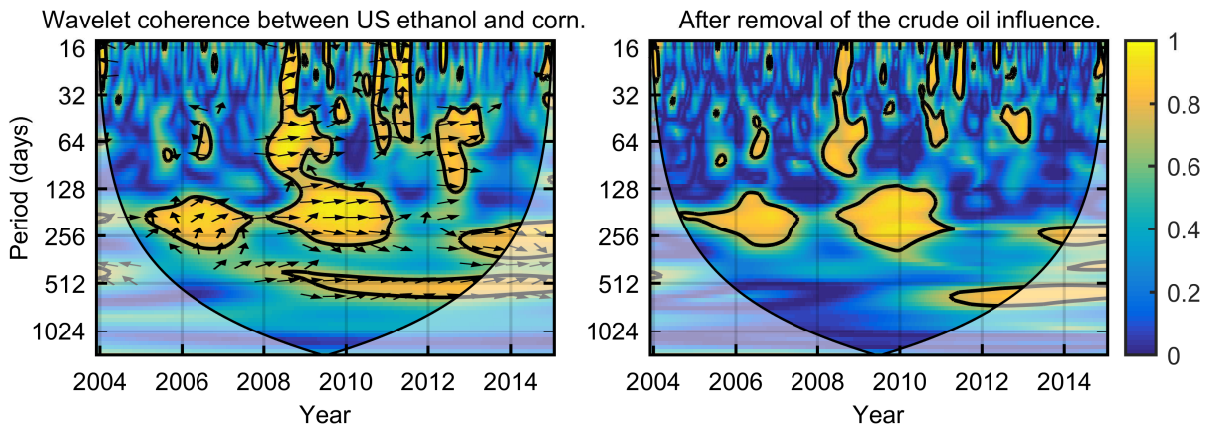 Wavelet coherence between US ethanol and corn.
After removal of the crude oil influence.
Period (days)
16
32
64
128
256
512
1024
2004 2006 2008 2010 2012 2014
Year
16
32
64
128
256
512
1024
2004 2006 2008 2010 2012 2014
Year
1
0.8
0.6
0.4
0.2
0